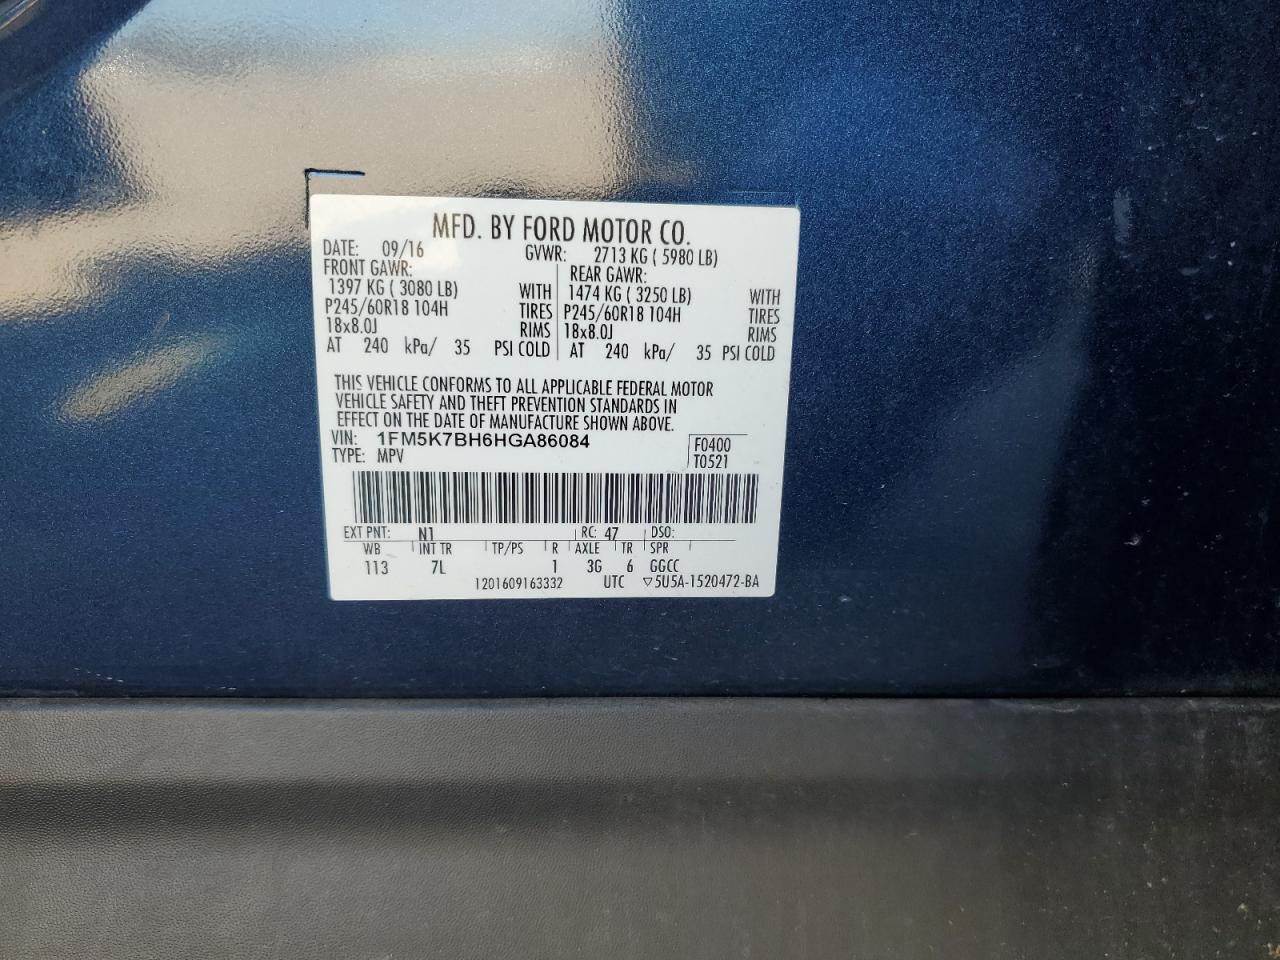 MFD. BY FORD MOTOR CO.
DATE: 09/16 GVWR: 2713 KG ( 5980 LB)
FRONT GAWR: REAR GAWR:
1397 KG ( 3080 LB) WITH 1474 KG ( 3250 LB) WITH
P245/60R18 104H TIRES P245/60R18 104H TIRES
18x8.0J RIMS 18x8.0J RIMS
AT 240 kPa/ 35 PSI COLD AT 240 kPa/ 35 PSI COLD
THIS VEHICLE CONFORMS TO ALL APPLICABLE FEDERAL MOTOR
VEHICLE SAFETY AND THEFT PREVENTION STANDARDS IN
EFFECT ON THE DATE OF MANUFACTURE SHOWN ABOVE.
VIN: 1FM5K7BH6HGA86084 F0400
TYPE: MPV T0521
EXT PNT: N1 RC: 47 DSO:
WB INT TR TP/PS R AXLE TR SPR
113 7L 1 3G 6 GGCC
1201609163332 UTC ▽5U5A-1520472-BA